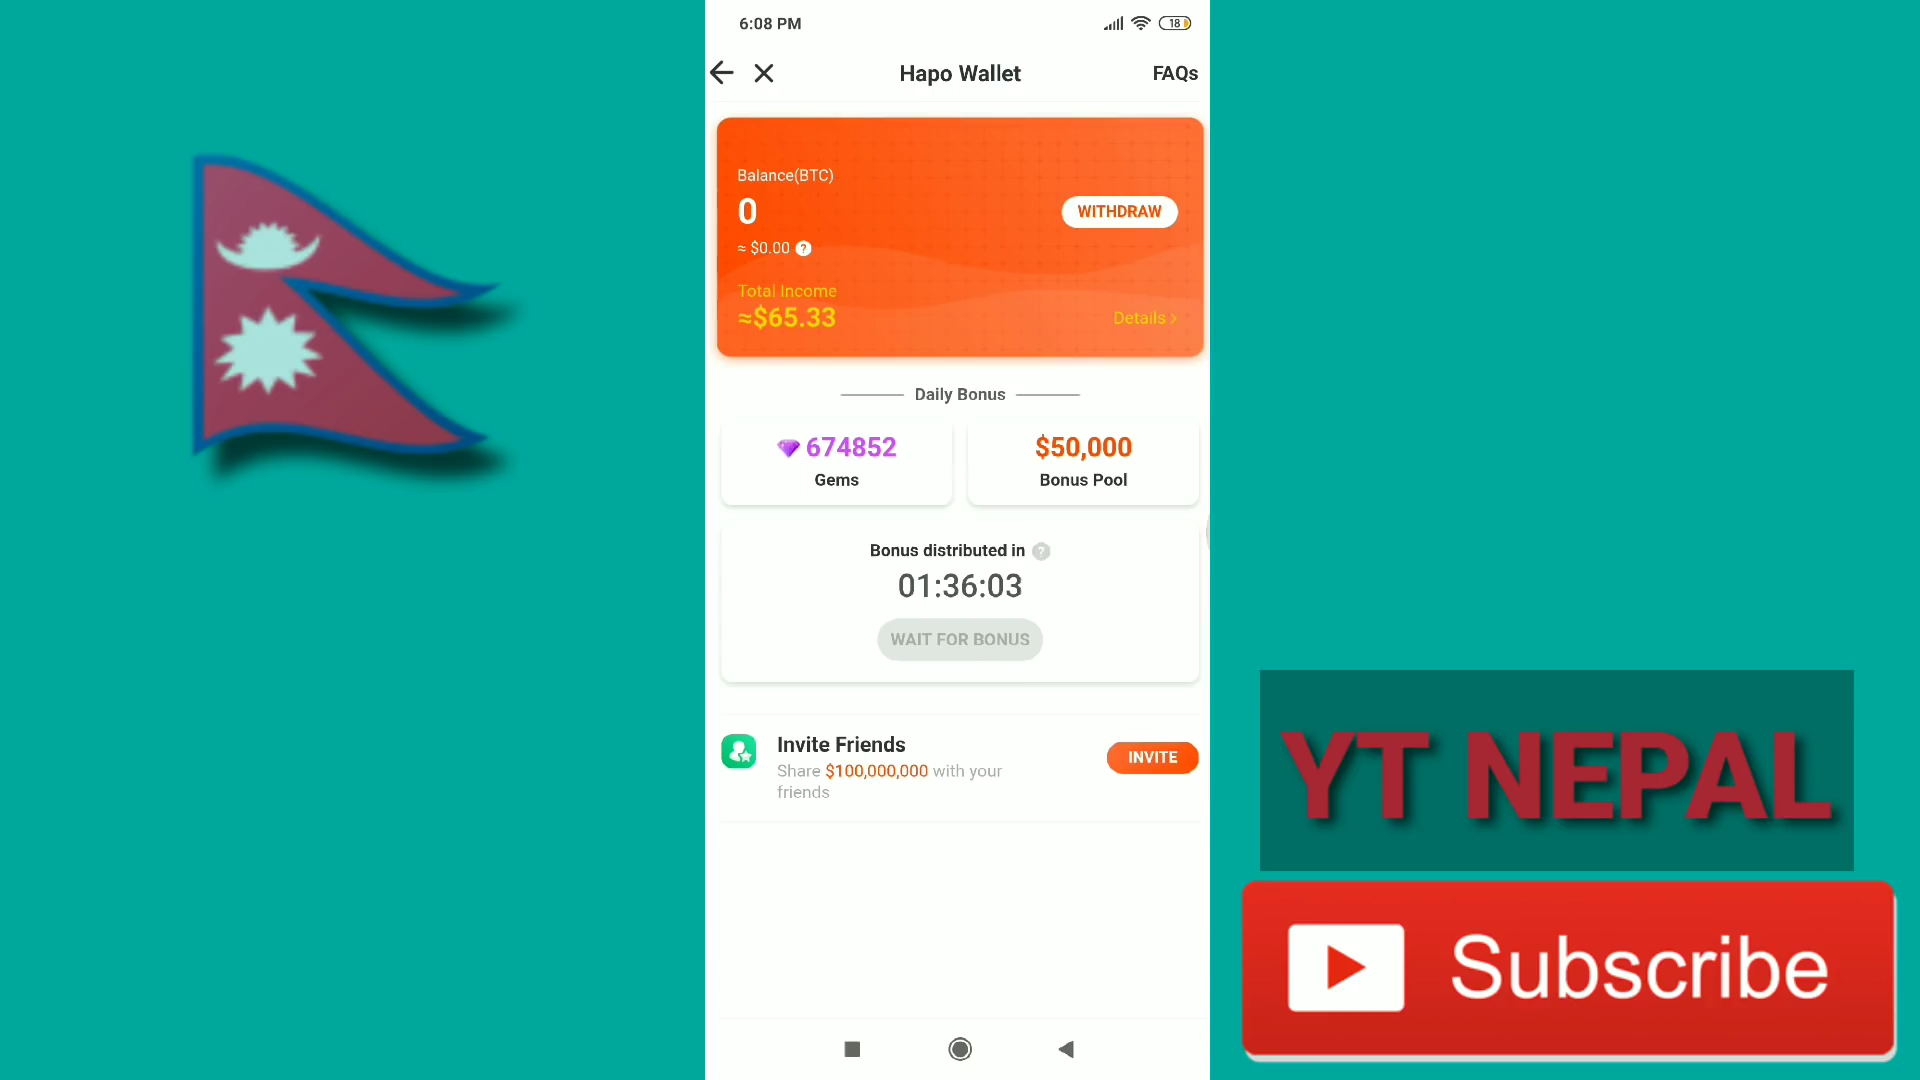 6:08 PM
18
Hapo Wallet
FAQs
Balance(BTC)
0
WITHDRAW
≈ $0.00 ?
Total Income
≈$65.33
Details >
Daily Bonus
674852
Gems
$50,000
Bonus Pool
Bonus distributed in ?
01:36:03
WAIT FOR BONUS
Invite Friends
Share $100,000,000 with your
friends
INVITE
YT NEPAL
Subscribe